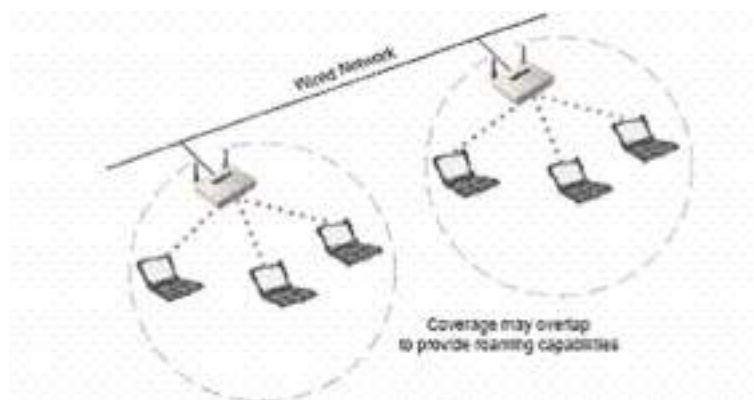 Wired Network
Coverage may overlap
to provide roaming capabilities